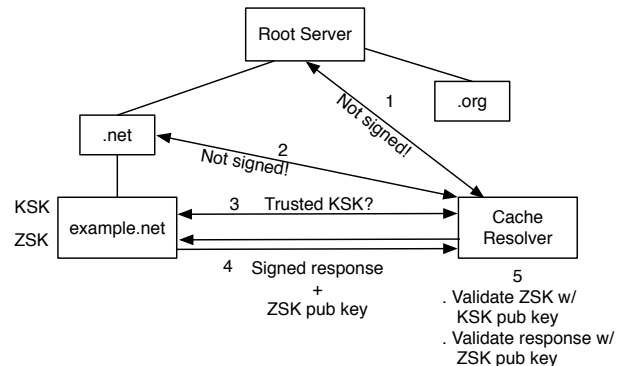 Root Server
1
Not signed!
.org
.net
2
Not signed!
KSK
ZSK
example.net
3 Trusted KSK?
Cache
Resolver
4 Signed response
+
ZSK pub key
5
. Validate ZSK w/
KSK pub key
. Validate response w/
ZSK pub key